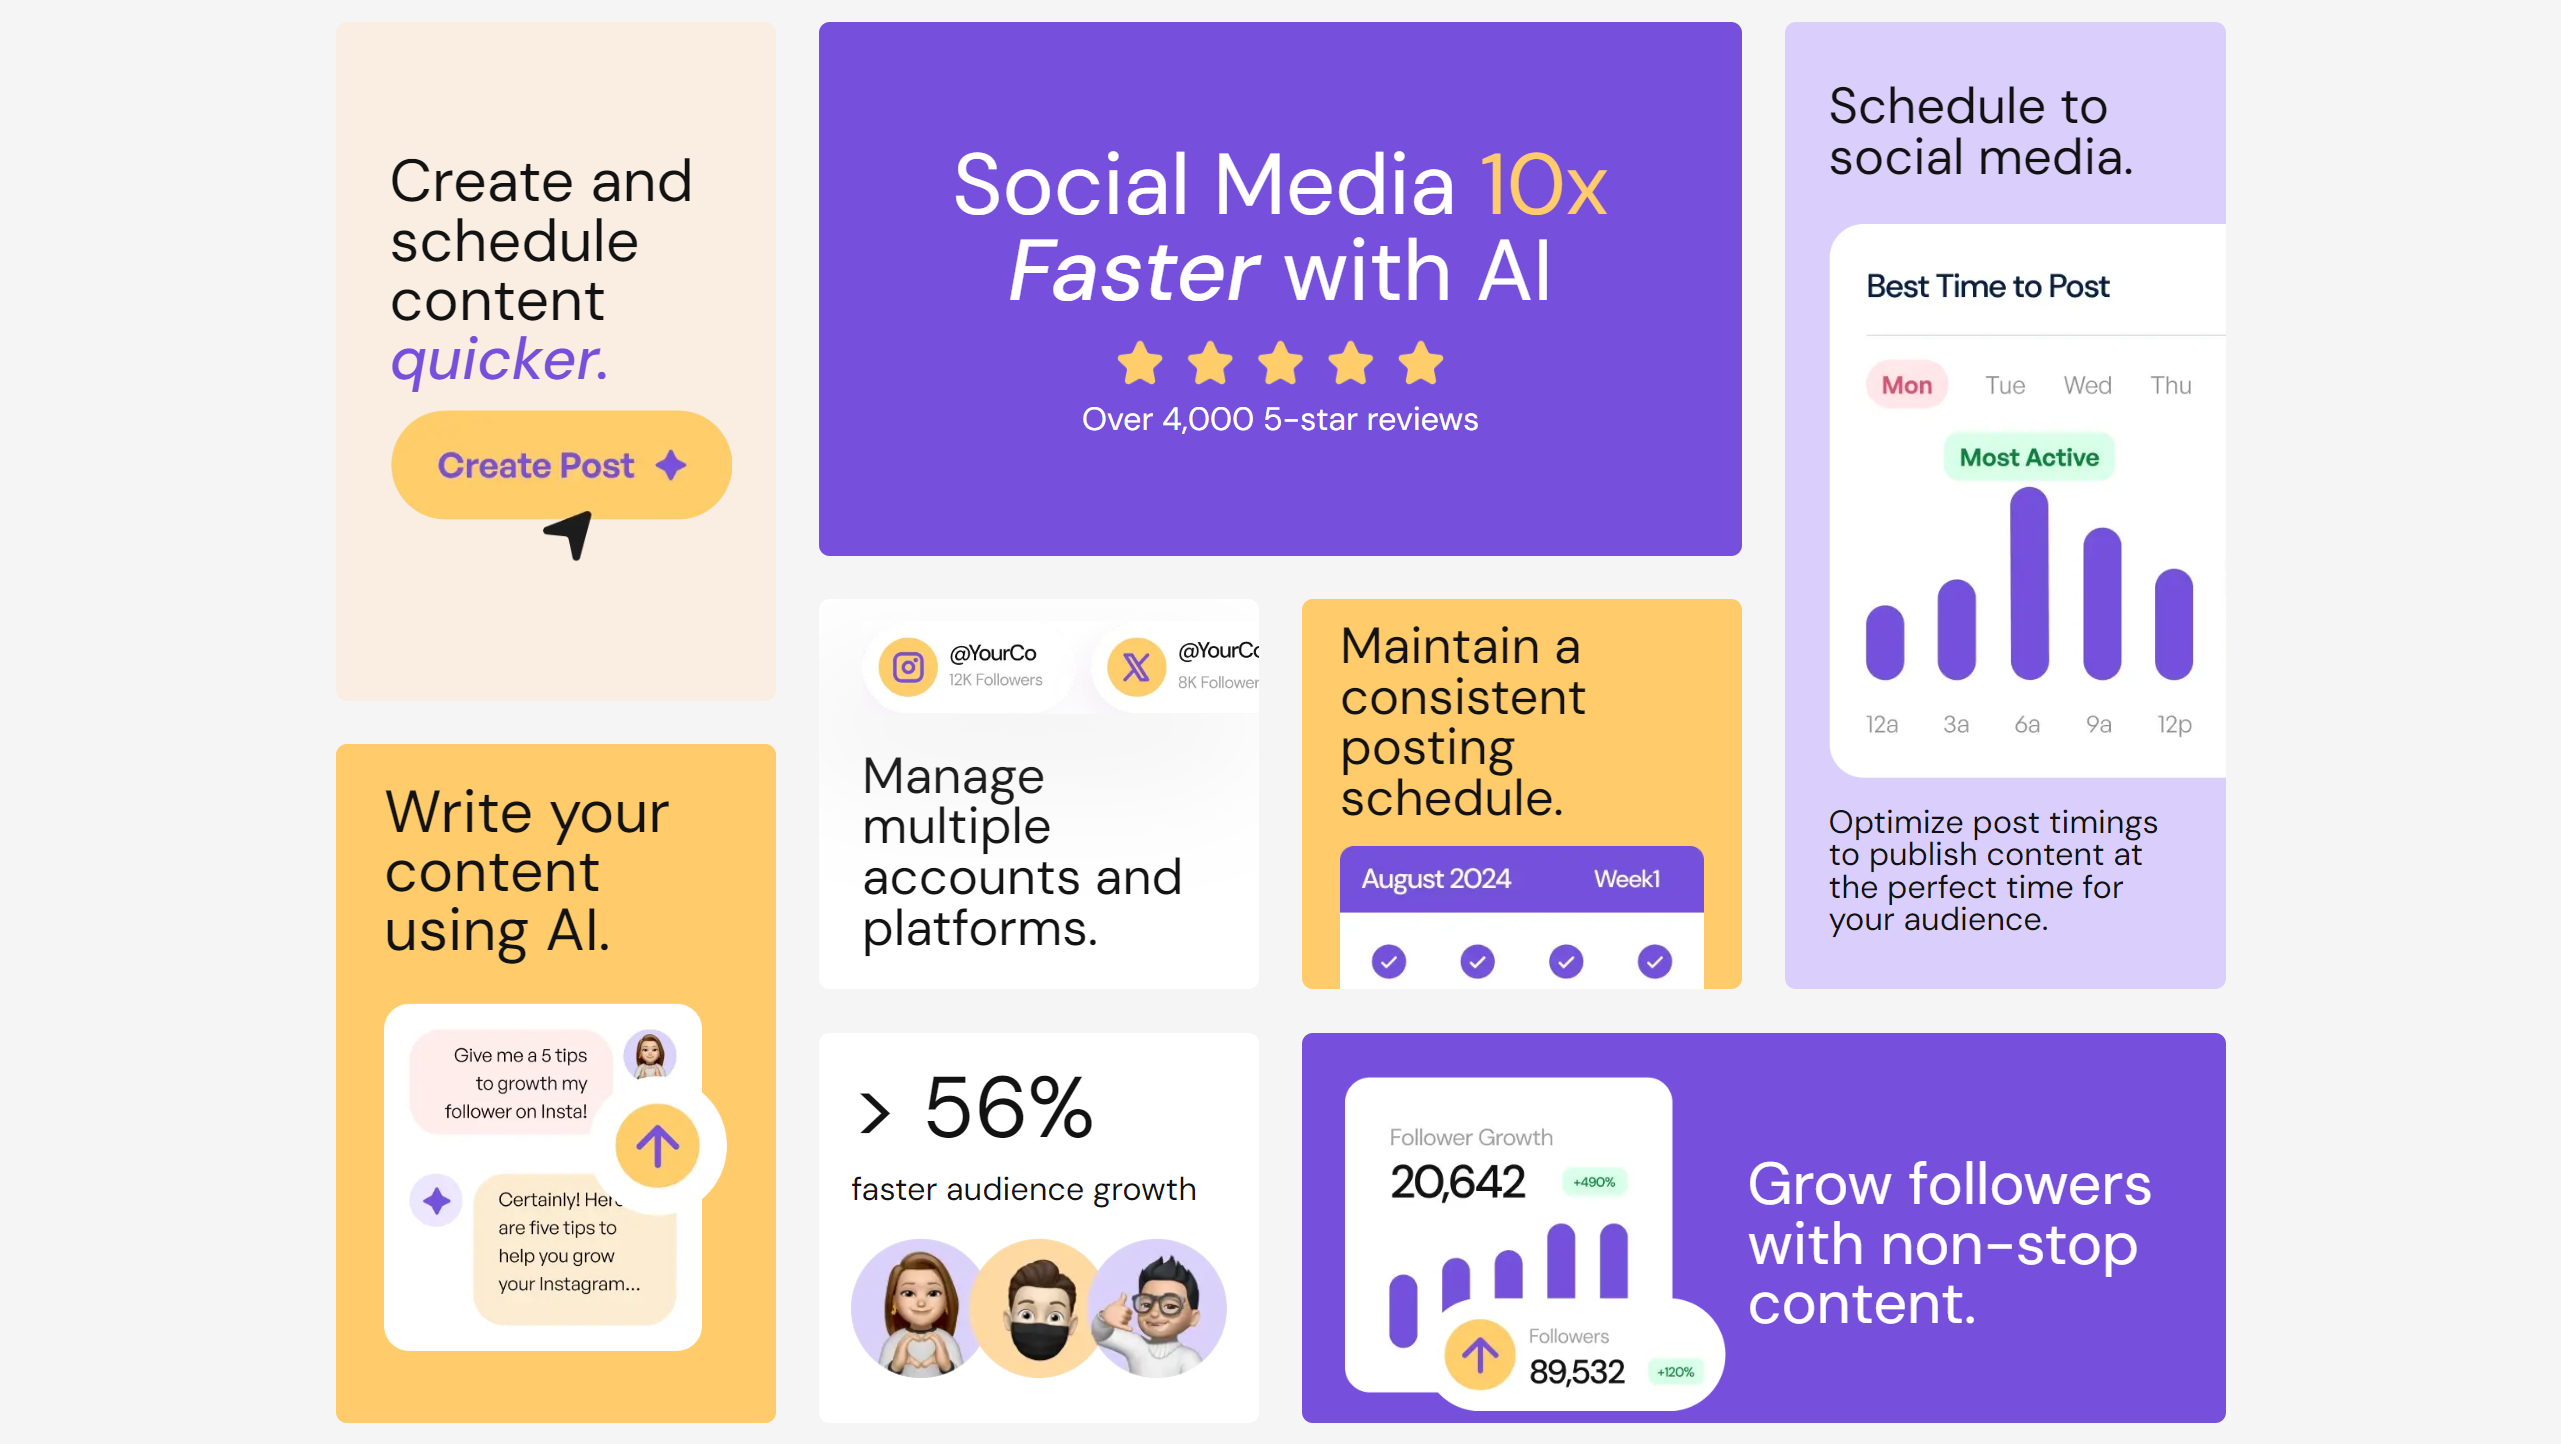 Create and
schedule
content
quicker.
Create Post
Social Media 10x
Faster with AI
Over 4,000 5-star reviews
Schedule to
social media.
Best Time to Post
Mon Tue Wed Thu
Most Active
12a 3a 6a 9a 12p
Optimize post timings
to publish content at
the perfect time for
your audience.
Write your
content
using AI.
Give me a 5 tips
to growth my
follower on Insta!
Certainly! Here
are five tips to
help you grow
your Instagram...
@YourCo
12K Followers
@YourCo
8K Follower
Manage
multiple
accounts and
platforms.
Maintain a
consistent
posting
schedule.
August 2024 Week1
> 56%
faster audience growth
Follower Growth
20,642 +490%
Followers
89,532 +120%
Grow followers
with non-stop
content.